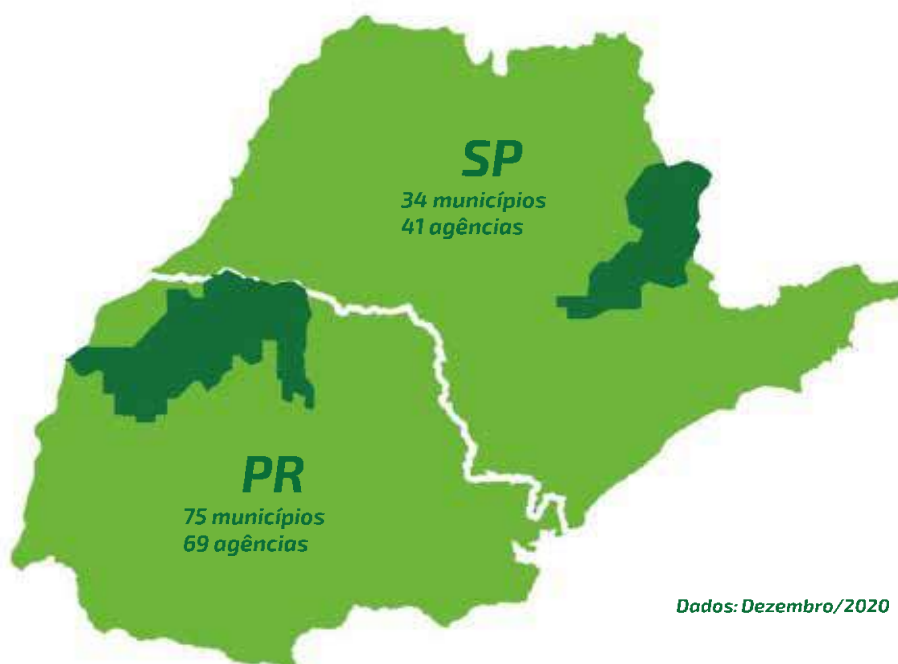 SP
34 municípios
41 agências
PR
75 municípios
69 agências
Dados: Dezembro/2020